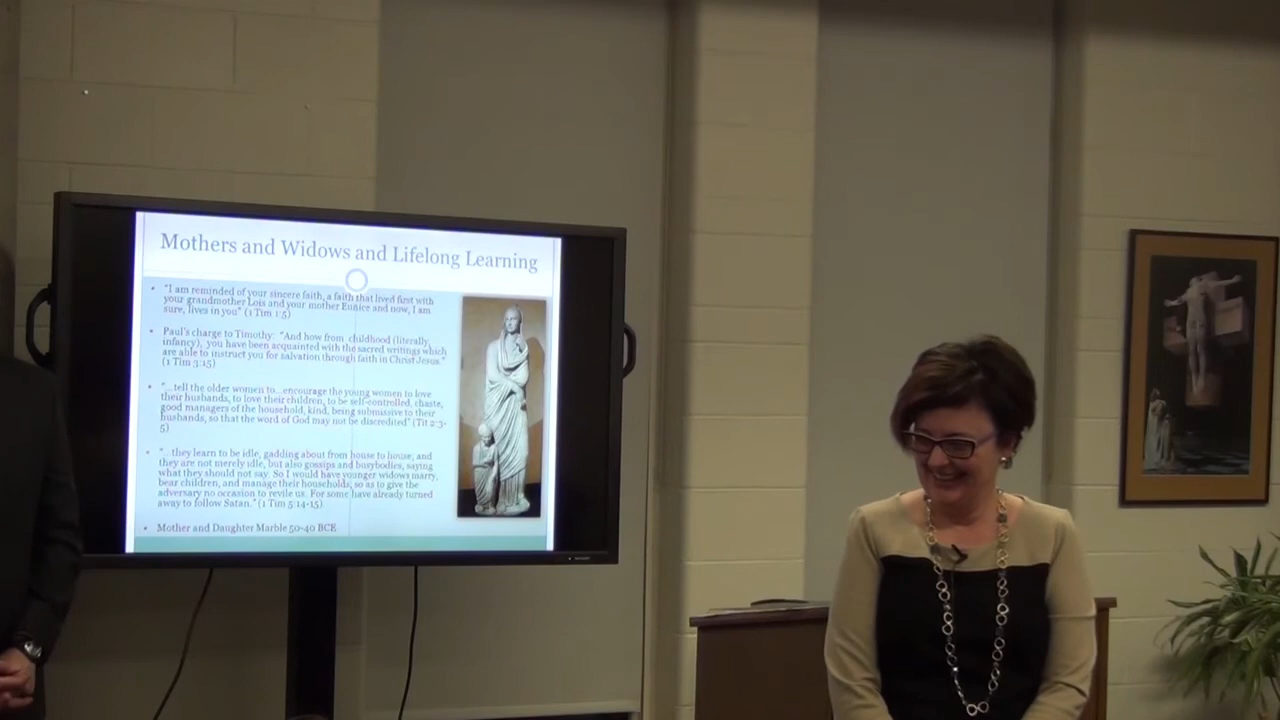 Mothers and Widows and Lifelong Learning
• "I am reminded of your sincere faith, a faith that lived first with
your grandmother Lois and your mother Eunice and now, I am
sure, lives in you" (1 Tim 1:5)
• Paul's charge to Timothy: "And how from childhood (literally,
infancy), you have been acquainted with the sacred writings which
are able to instruct you for salvation through faith in Christ Jesus."
(1 Tim 3:15)
• "...tell the older women to...encourage the young women to love
their husbands, to love their children, to be self-controlled, chaste,
good managers of the household, kind, being submissive to their
husbands, so that the word of God may not be discredited" (Tit 2:3-
5)
• "...they learn to be idle, gadding about from house to house, and
they are not merely idle, but also gossips and busybodies, saying
what they should not say. So I would have younger widows marry,
bear children, and manage their households, so as to give the
adversary no occasion to revile us. For some have already turned
away to follow Satan." (1 Tim 5:14-15)
• Mother and Daughter Marble 50-40 BCE